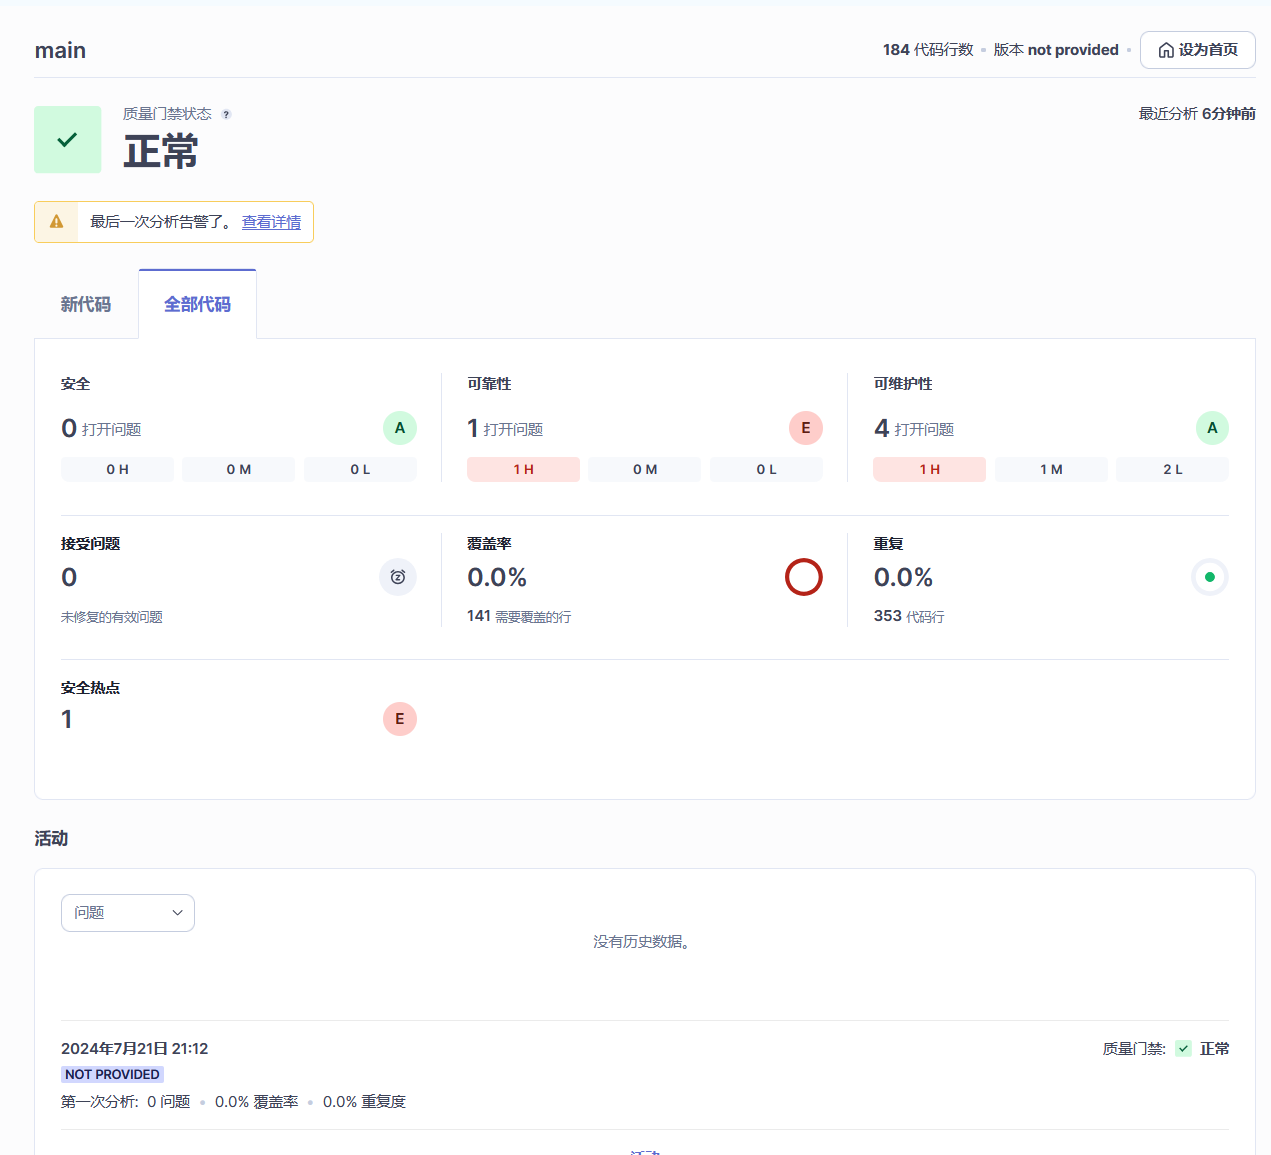 main
184 代码行数 • 版本 not provided • 设为首页
质量门禁状态 ?
最近分析 6分钟前
正常
最后一次分析告警了。 查看详情
新代码 全部代码
安全
0 打开问题 A
0 H 0 M 0 L
可靠性
1 打开问题 E
1 H 0 M 0 L
可维护性
4 打开问题 A
1 H 1 M 2 L
接受问题
0
未修复的有效问题
覆盖率
0.0%
141 需要覆盖的行
重复
0.0%
353 代码行
安全热点
1 E
活动
问题
没有历史数据。
2024年7月21日 21:12
质量门禁: 正常
NOT PROVIDED
第一次分析: 0 问题 • 0.0% 覆盖率 • 0.0% 重复度